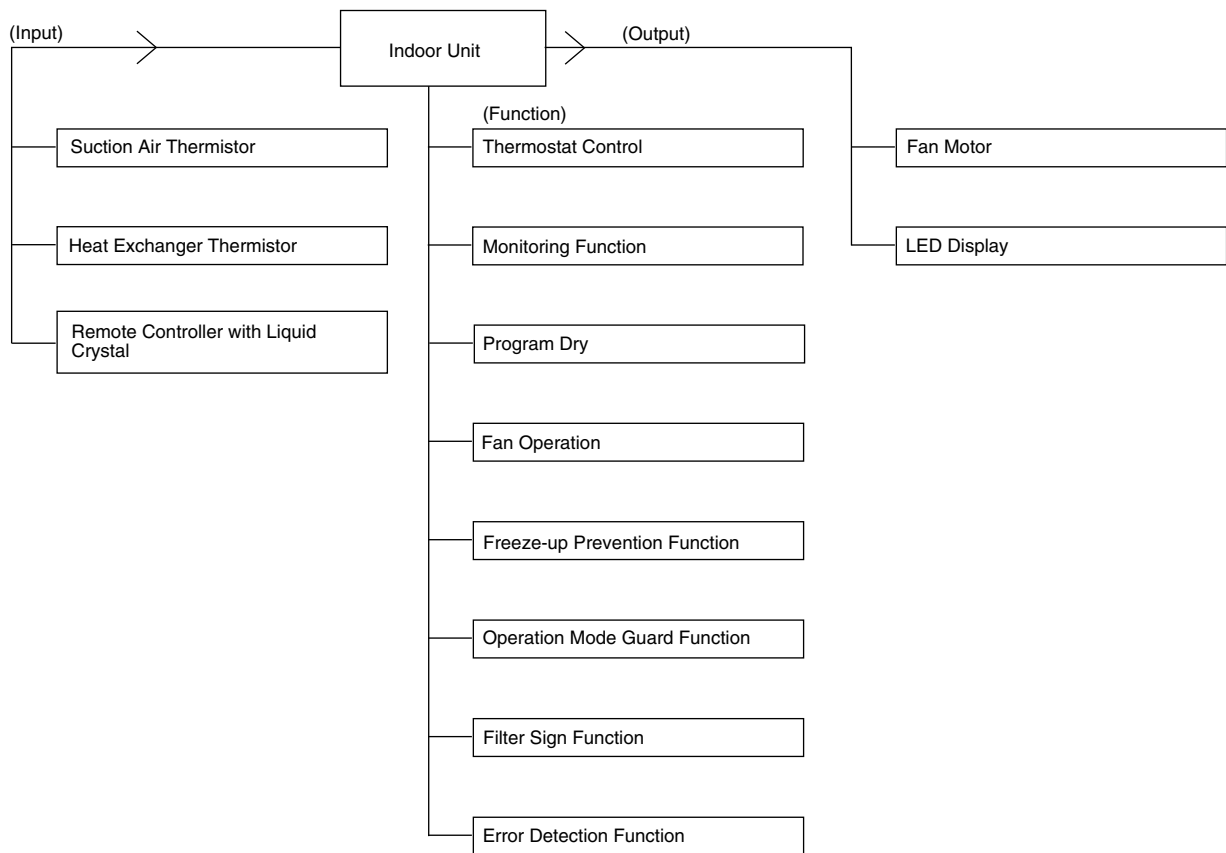 (Input)
Indoor Unit
(Output)
(Function)
Suction Air Thermistor
Thermostat Control
Fan Motor
Heat Exchanger Thermistor
Monitoring Function
LED Display
Remote Controller with Liquid
Crystal
Program Dry
Fan Operation
Freeze-up Prevention Function
Operation Mode Guard Function
Filter Sign Function
Error Detection Function